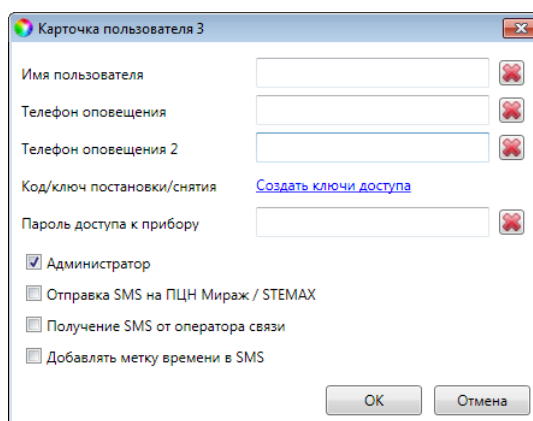 Карточка пользователя 3
Имя пользователя
Телефон оповещения
Телефон оповещения 2
Код/ключ постановки/снятия Создать ключи доступа
Пароль доступа к прибору
Администратор
Отправка SMS на ПЦН Мираж / STEMAX
Получение SMS от оператора связи
Добавлять метку времени в SMS
OK Отмена